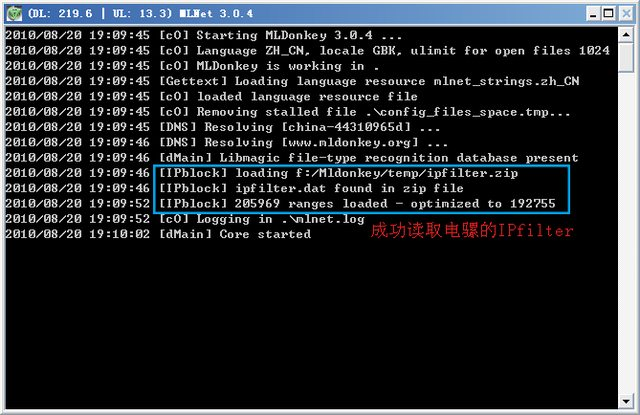 (DL: 219.6 | UL: 13.3) MLNet 3.0.4
2010/08/20 19:09:45 [cO] Starting MLDonkey 3.0.4 ...
2010/08/20 19:09:45 [cO] Language ZH_CN, locale GBK, ulimit for open files 1024
2010/08/20 19:09:45 [cO] MLDonkey is working in .
2010/08/20 19:09:45 [Gettext] Loading language resource mlnet_strings.zh_CN
2010/08/20 19:09:45 [cO] loaded language resource file
2010/08/20 19:09:45 [cO] Removing stalled file .\config_files_space.tmp...
2010/08/20 19:09:45 [DNS] Resolving [china-44310965d] ...
2010/08/20 19:09:45 [DNS] Resolving [www.mldonkey.org] ...
2010/08/20 19:09:46 [dMain] Libmagic file-type recognition database present
2010/08/20 19:09:46 [IPblock] loading f:/Mldonkey/temp/ipfilter.zip
2010/08/20 19:09:46 [IPblock] ipfilter.dat found in zip file
2010/08/20 19:09:52 [IPblock] 205969 ranges loaded - optimized to 192755
2010/08/20 19:09:52 [cO] Logging in .\mlnet.log
2010/08/20 19:10:02 [dMain] Core started
成功读取电骡的IPfilter